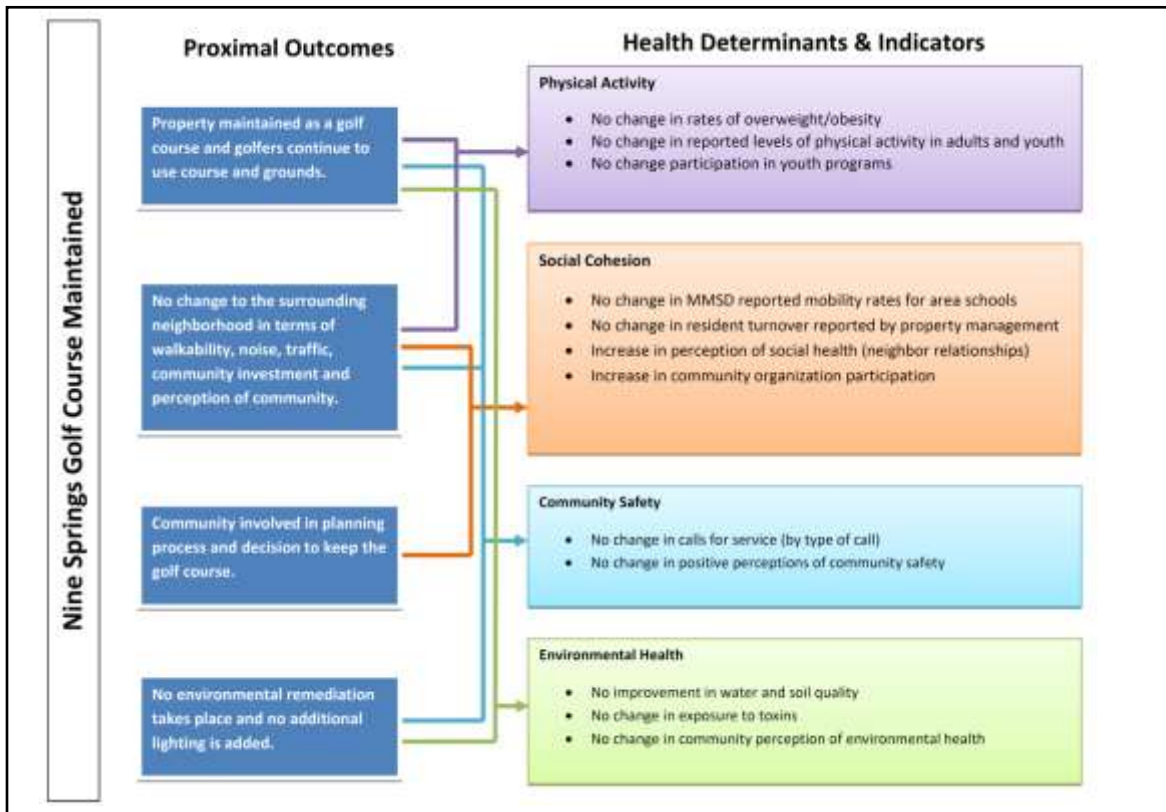 Nine Springs Golf Course Maintained
Proximal Outcomes
Property maintained as a golf
course and golfers continue to
use course and grounds.
No change to the surrounding
neighborhood in terms of
walkability, noise, traffic,
community investment and
perception of community.
Community involved in planning
process and decision to keep the
golf course.
No environmental remediation
takes place and no additional
lighting is added.
Health Determinants & Indicators
Physical Activity
• No change in rates of overweight/obesity
• No change in reported levels of physical activity in adults and youth
• No change participation in youth programs
Social Cohesion
• No change in MMSD reported mobility rates for area schools
• No change in resident turnover reported by property management
• Increase in perception of social health (neighbor relationships)
• Increase in community organization participation
Community Safety
• No change in calls for service (by type of call)
• No change in positive perceptions of community safety
Environmental Health
• No improvement in water and soil quality
• No change in exposure to toxins
• No change in community perception of environmental health